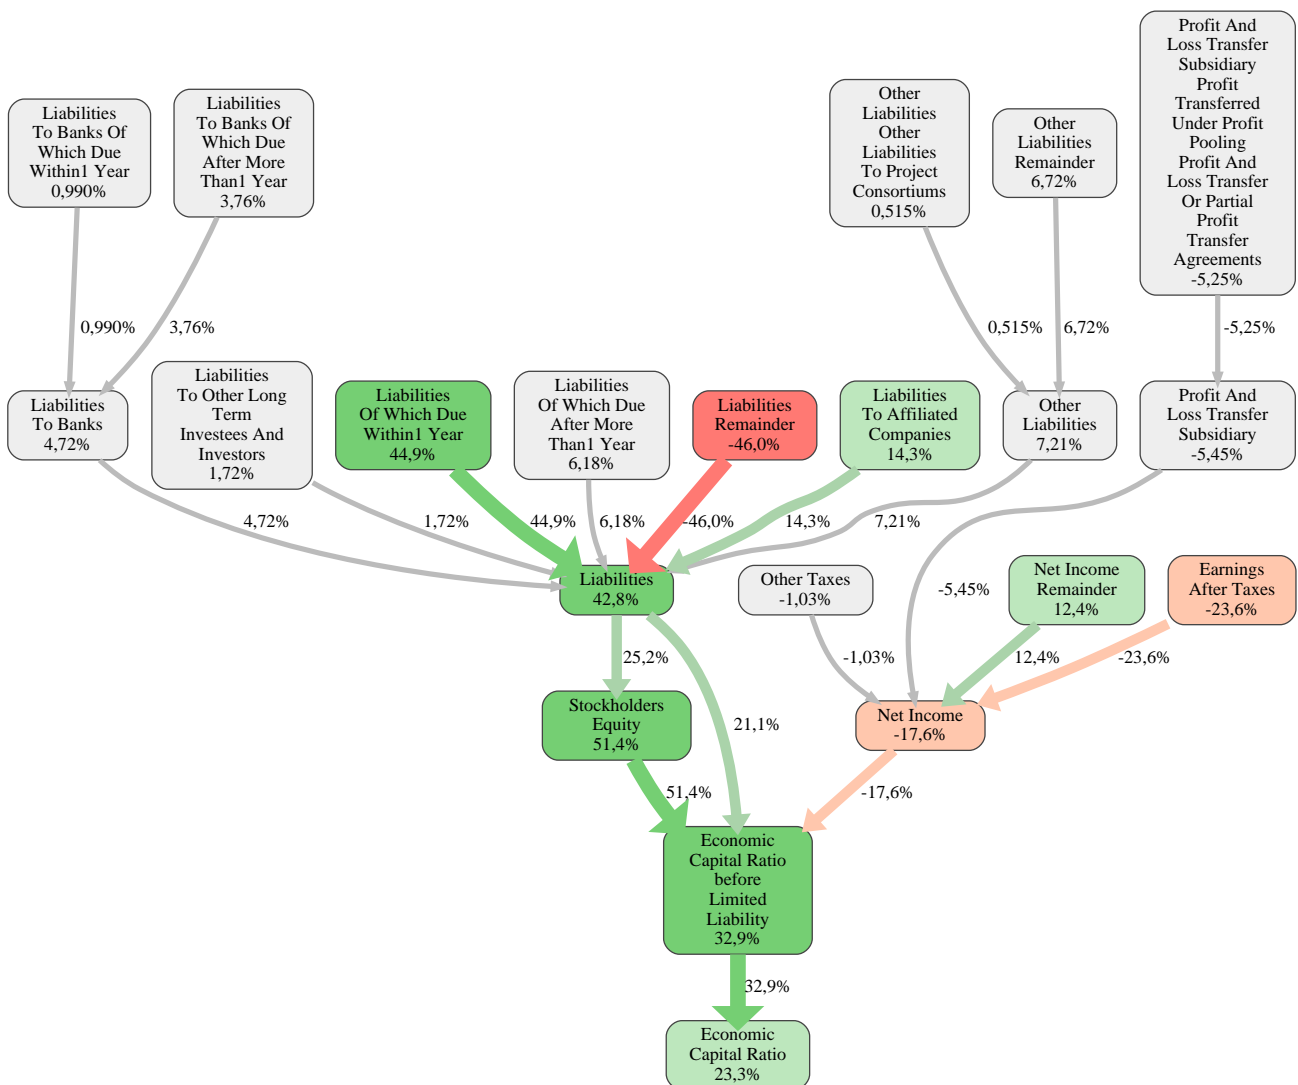 Profit And
Loss Transfer
Subsidiary
Profit
Transferred
Under Profit
Pooling
Profit And
Loss Transfer
Or Partial
Profit
Transfer
Agreements
-5,25%
Liabilities
To Banks Of
Which Due
Within1 Year
0,990%
Liabilities
To Banks Of
Which Due
After More
Than1 Year
3,76%
Other
Liabilities
Other
Liabilities
To Project
Consortiums
0,515%
Other
Liabilities
Remainder
6,72%
0,990%
3,76%
0,515%
6,72%
-5,25%
Liabilities
To Banks
4,72%
Liabilities
To Other Long
Term
Investees And
Investors
1,72%
Liabilities
Of Which Due
Within1 Year
44,9%
Liabilities
Of Which Due
After More
Than1 Year
6,18%
Liabilities
Remainder
-46,0%
Liabilities
To Affiliated
Companies
14,3%
Other
Liabilities
7,21%
Profit And
Loss Transfer
Subsidiary
-5,45%
4,72%
1,72%
44,9%
6,18%
-46,0%
14,3%
7,21%
-5,45%
Liabilities
42,8%
Other Taxes
-1,03%
Net Income
Remainder
12,4%
Earnings
After Taxes
-23,6%
25,2%
21,1%
-1,03%
12,4%
-23,6%
Stockholders
Equity
51,4%
Net Income
-17,6%
51,4%
-17,6%
Economic
Capital Ratio
before
Limited
Liability
32,9%
32,9%
Economic
Capital Ratio
23,3%